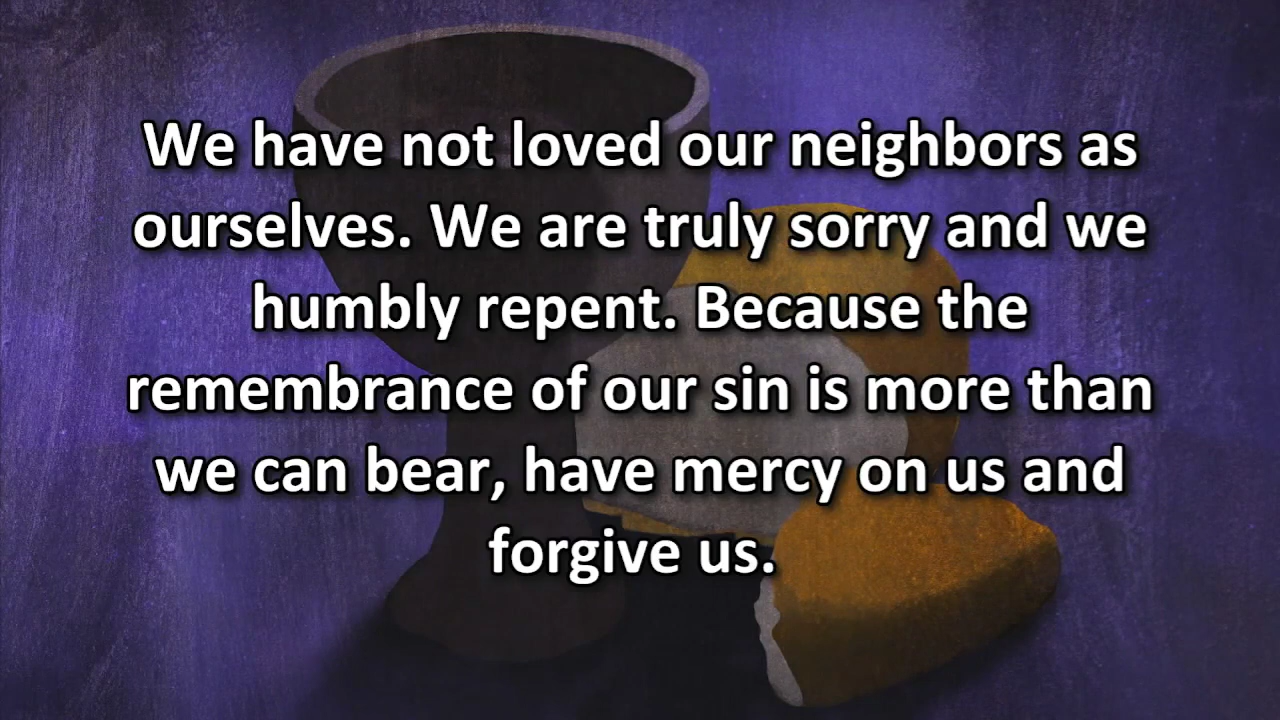 We have not loved our neighbors as
ourselves. We are truly sorry and we
humbly repent. Because the
remembrance of our sin is more than
we can bear, have mercy on us and
forgive us.